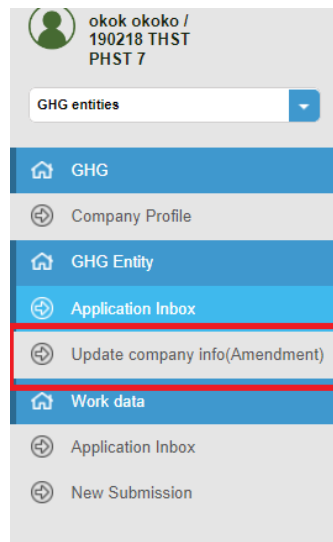 okok okoko /
190218 THST
PHST 7
GHG entities
GHG
Company Profile
GHG Entity
Application Inbox
Update company info(Amendment)
Work data
Application Inbox
New Submission